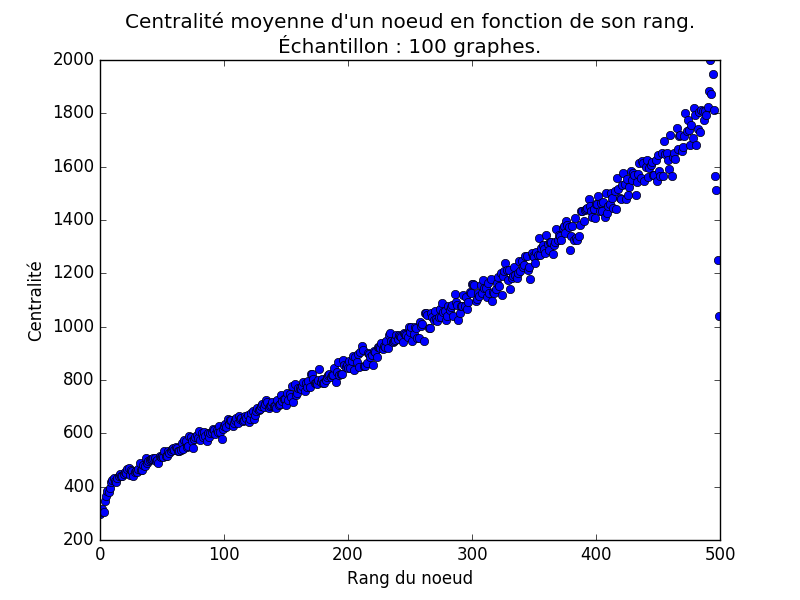 Centralité moyenne d'un noeud en fonction de son rang.
Échantillon : 100 graphes.
2000
1800
1600
1400
1200
1000
800
600
400
200
Centralité
0 100 200 300 400 500
Rang du noeud